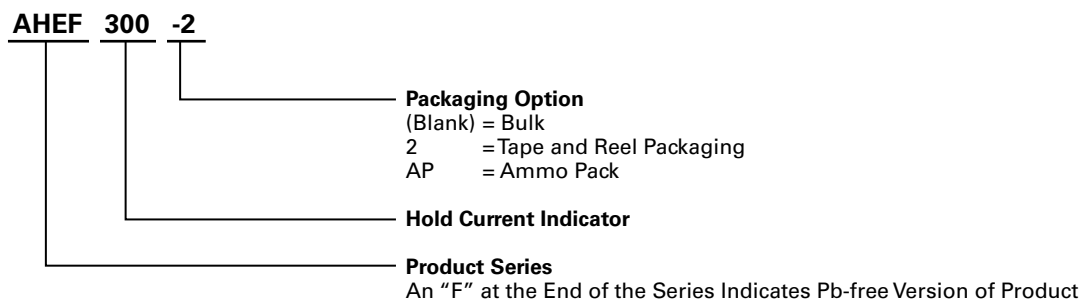 AHEF 300 -2
Packaging Option
(Blank) = Bulk
2 = Tape and Reel Packaging
AP = Ammo Pack
Hold Current Indicator
Product Series
An “F” at the End of the Series Indicates Pb-free Version of Product